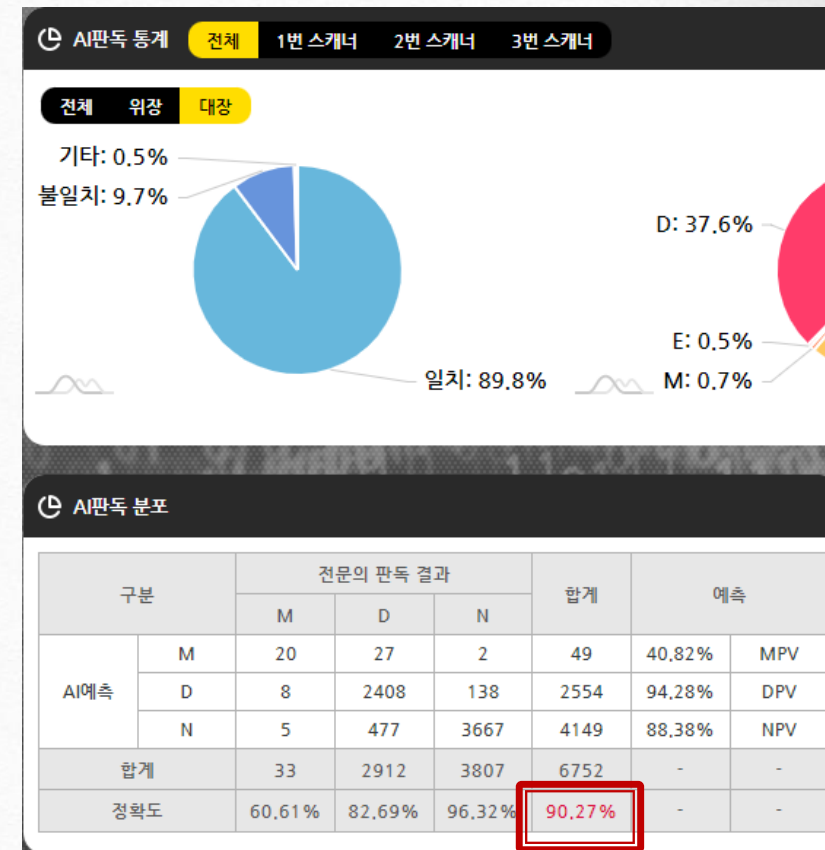 AI판독 통계 전체 1번 스캐너 2번 스캐너 3번 스캐너
전체 위장 대장
기타: 0.5%
불일치: 9.7%
일치: 89.8%
D: 37.6%
E: 0.5%
M: 0.7%
AI판독 분포
구분 전문의 판독 결과 합계 예측
M D N
AI예측 M 20 27 2 49 40.82% MPV
D 8 2408 138 2554 94.28% DPV
N 5 477 3667 4149 88.38% NPV
합계 33 2912 3807 6752 - -
정확도 60.61% 82.69% 96.32% 90.27% - -